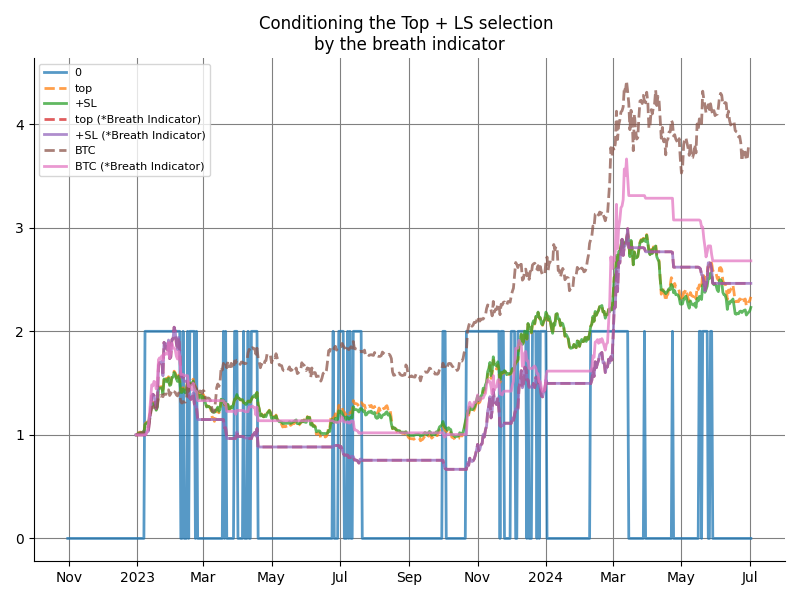 Conditioning the Top + LS selection
by the breath indicator
0
top
+SL
top (*Breath Indicator)
+SL (*Breath Indicator)
BTC
BTC (*Breath Indicator)
4
3
2
1
0
Nov
2023
Mar
May
Jul
Sep
Nov
2024
Mar
May
Jul